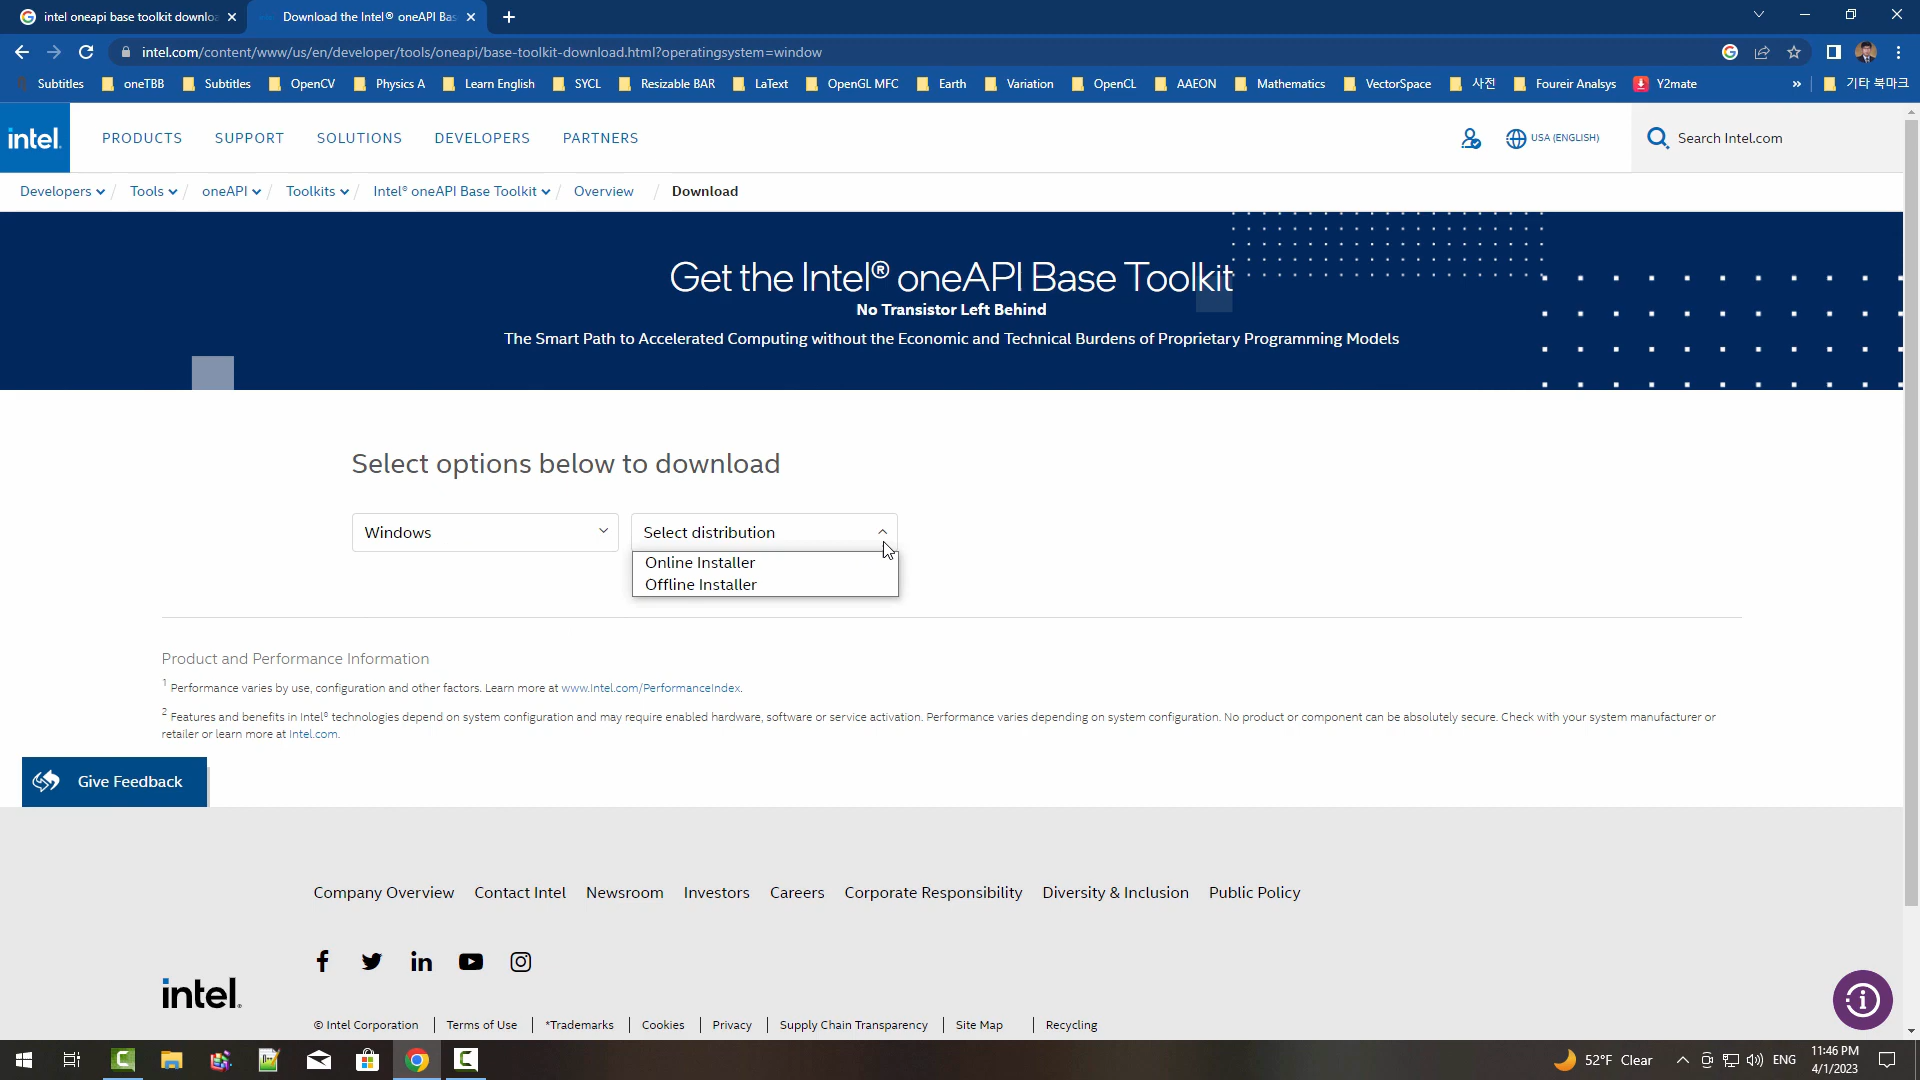 intel oneapi base toolkit downloa
Download the Intel® oneAPI Bas
intel.com/content/www/us/en/developer/tools/oneapi/base-toolkit-download.html?operatingsystem=window
Subtitles oneTBB Subtitles OpenCV Physics A Learn English SYCL Resizable BAR LaText OpenGL MFC Earth Variation OpenCL AAEON Mathematics VectorSpace 사전 Foureir Analsys Y2mate » 기타 북마크
intel. PRODUCTS SUPPORT SOLUTIONS DEVELOPERS PARTNERS USA (ENGLISH) Search Intel.com
Developers / Tools / oneAPI / Toolkits / Intel® oneAPI Base Toolkit / Overview / Download
Get the Intel® oneAPI Base Toolkit
No Transistor Left Behind
The Smart Path to Accelerated Computing without the Economic and Technical Burdens of Proprietary Programming Models
Select options below to download
Windows Select distribution
Online Installer
Offline Installer
Product and Performance Information
1 Performance varies by use, configuration and other factors. Learn more at www.Intel.com/PerformanceIndex.
2 Features and benefits in Intel® technologies depend on system configuration and may require enabled hardware, software or service activation. Performance varies depending on system configuration. No product or component can be absolutely secure. Check with your system manufacturer or
retailer or learn more at Intel.com.
Give Feedback
Company Overview Contact Intel Newsroom Investors Careers Corporate Responsibility Diversity & Inclusion Public Policy
intel.
© Intel Corporation | Terms of Use | *Trademarks | Cookies | Privacy | Supply Chain Transparency | Site Map | Recycling
52°F Clear ENG 11:46 PM
4/1/2023